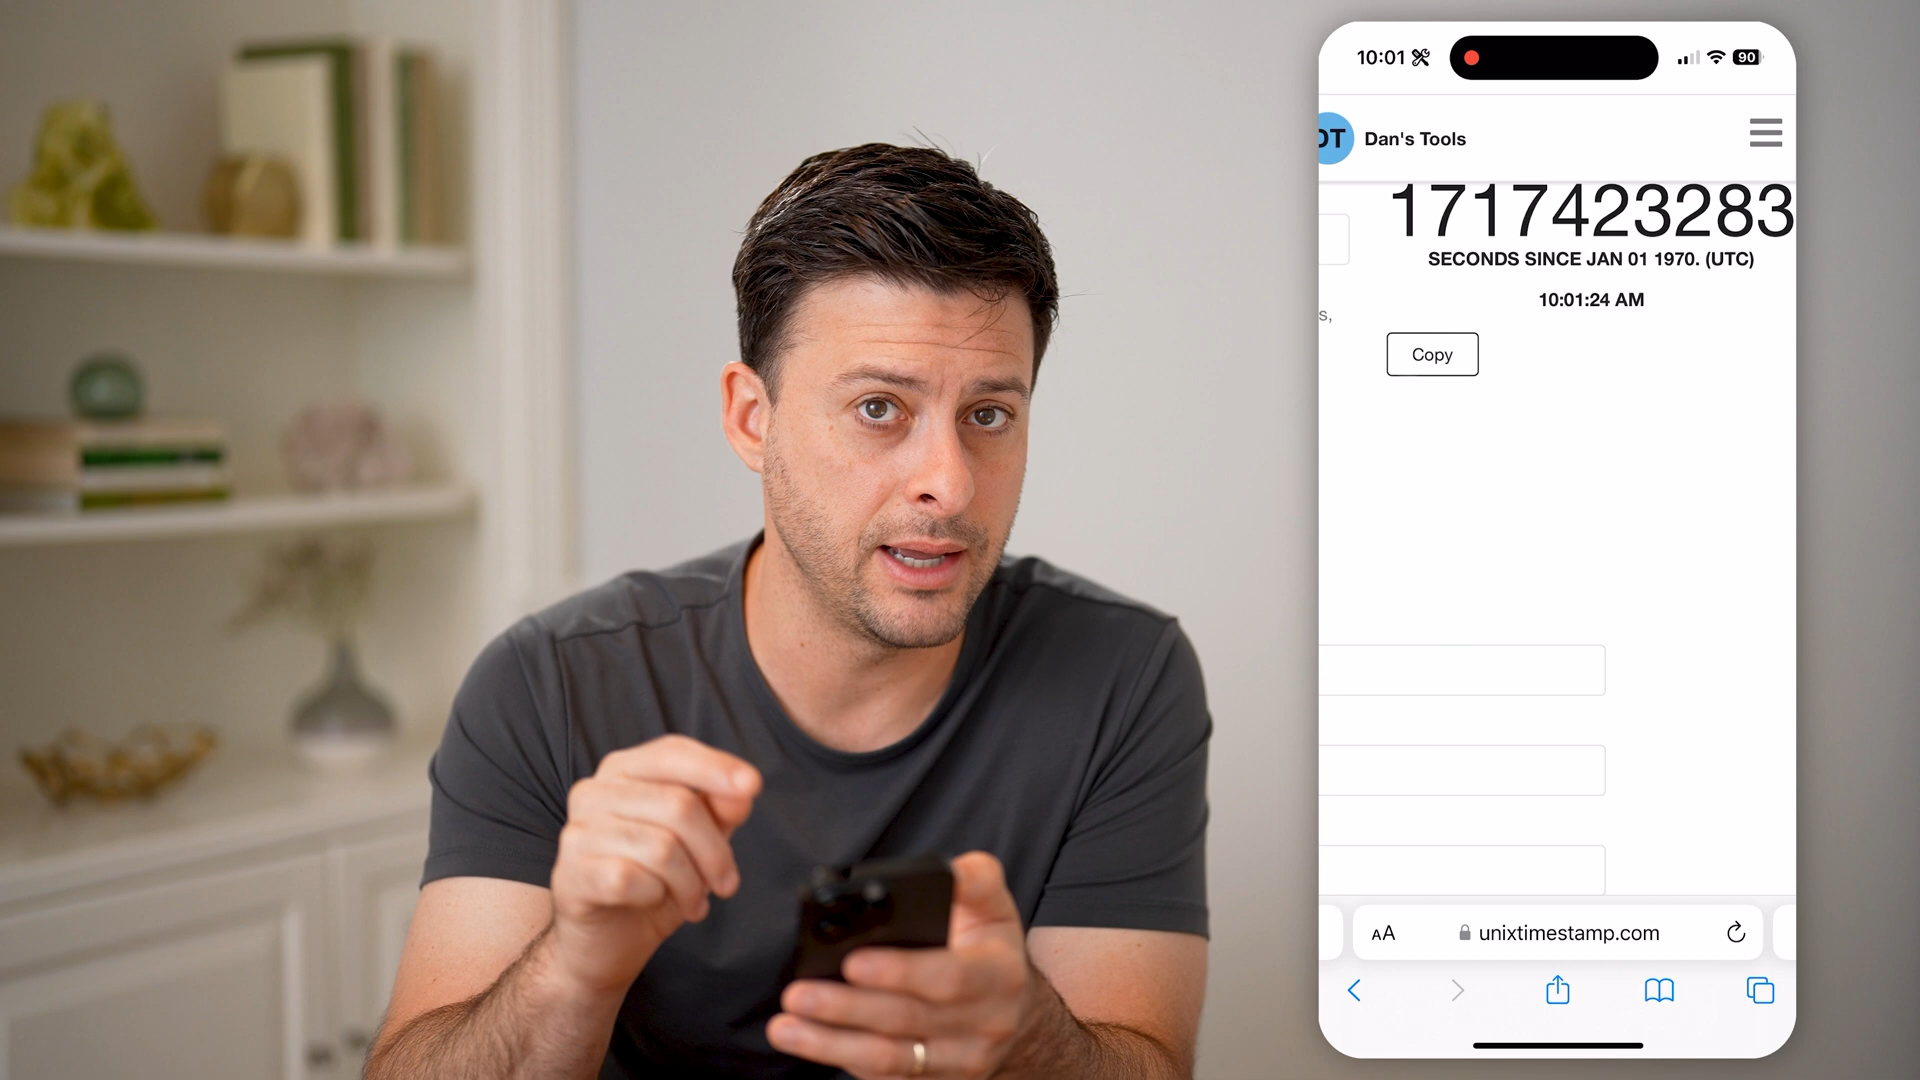 10:01
90
DT Dan's Tools
1717423283
SECONDS SINCE JAN 01 1970. (UTC)
10:01:24 AM
s,
Copy
AA unixtimestamp.com